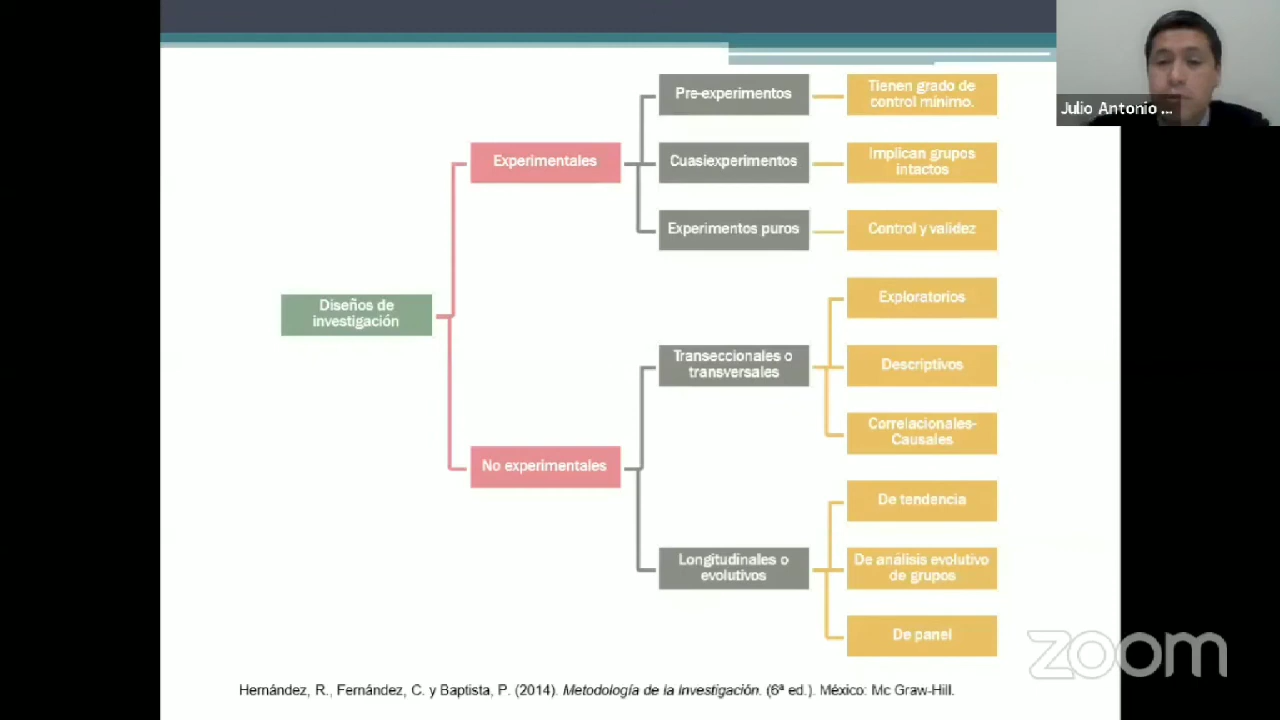 Pre-experimentos
Tienen grado de
control mínimo.
Julio Antonio ...
Experimentales
Cuasiexperimentos
Implican grupos
intactos
Experimentos puros
Control y validez
Diseños de
investigación
Exploratorios
Transeccionales o
transversales
Descriptivos
Correlacionales-
Causales
No experimentales
De tendencia
Longitudinales o
evolutivos
De análisis evolutivo
de grupos
De panel
zoom
Hernández, R., Fernández, C. y Baptista, P. (2014). Metodología de la Investigación. (6ª ed.). México: Mc Graw-Hill.